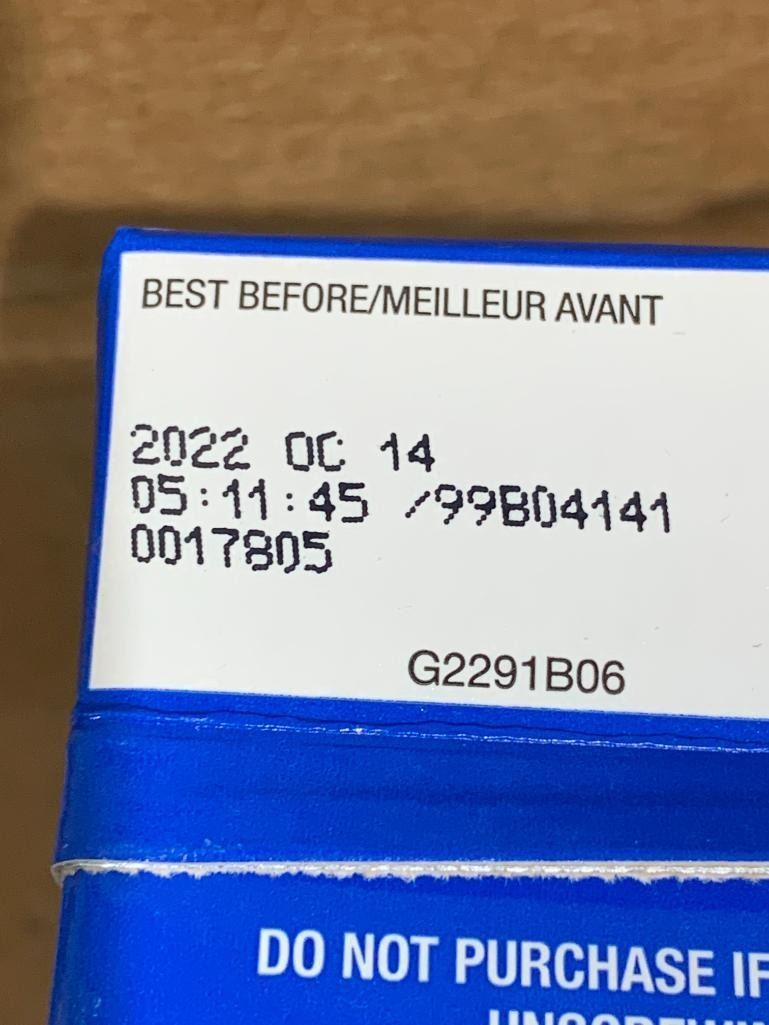 BEST BEFORE/MEILLEUR AVANT
2022 OC 14
05:11:45 /99B04141
0017805
G2291B06
DO NOT PURCHASE IF